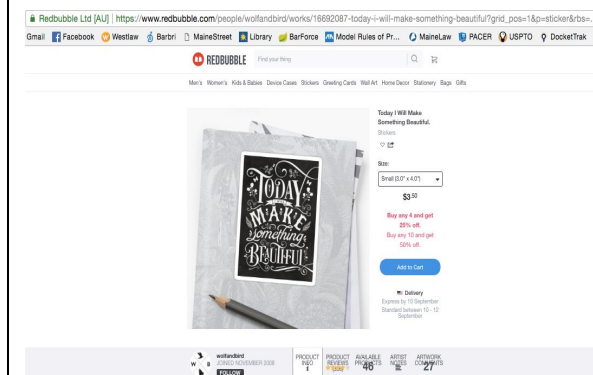 Redbubble Ltd [AU] https://www.redbubble.com/people/wolfandbird/works/16692087-today-i-will-make-something-beautiful?grid_pos=1&p=sticker&rbs=
Gmail Facebook Westlaw Barbri MaineStreet Library BarForce Model Rules of Pr... MaineLaw PACER USPTO DocketTrak
REDBUBBLE Find your thing
Men's Women's Kids & Babies Device Cases Stickers Greeting Cards Wall Art Home Decor Stationery Bags Gifts
Today I Will Make
Something Beautiful.
Stickers
Size:
Small (3.0" x 4.0")
$3.50
Buy any 4 and get
25% off.
Buy any 10 and get
50% off.
Add to Cart
Delivery
Express by 10 September
Standard between 10 - 12
September
TODAY
MAKE
something
BEAUTIFUL
W B
wolfandbird
JOINED NOVEMBER 2008
FOLLOW
PRODUCT
INFO
PRODUCT
REVIEWS
AVAILABLE
PRODUCTS
46
ARTIST
NOTES
ARTWORK
COMMENTS
27